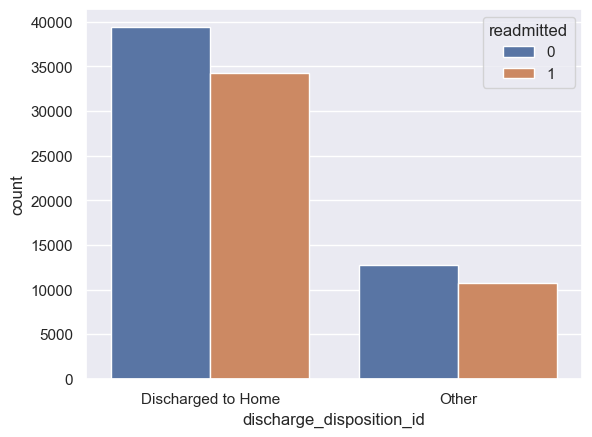 readmitted
0
1
40000
35000
30000
25000
20000
15000
10000
5000
0
count
Discharged to Home
Other
discharge_disposition_id